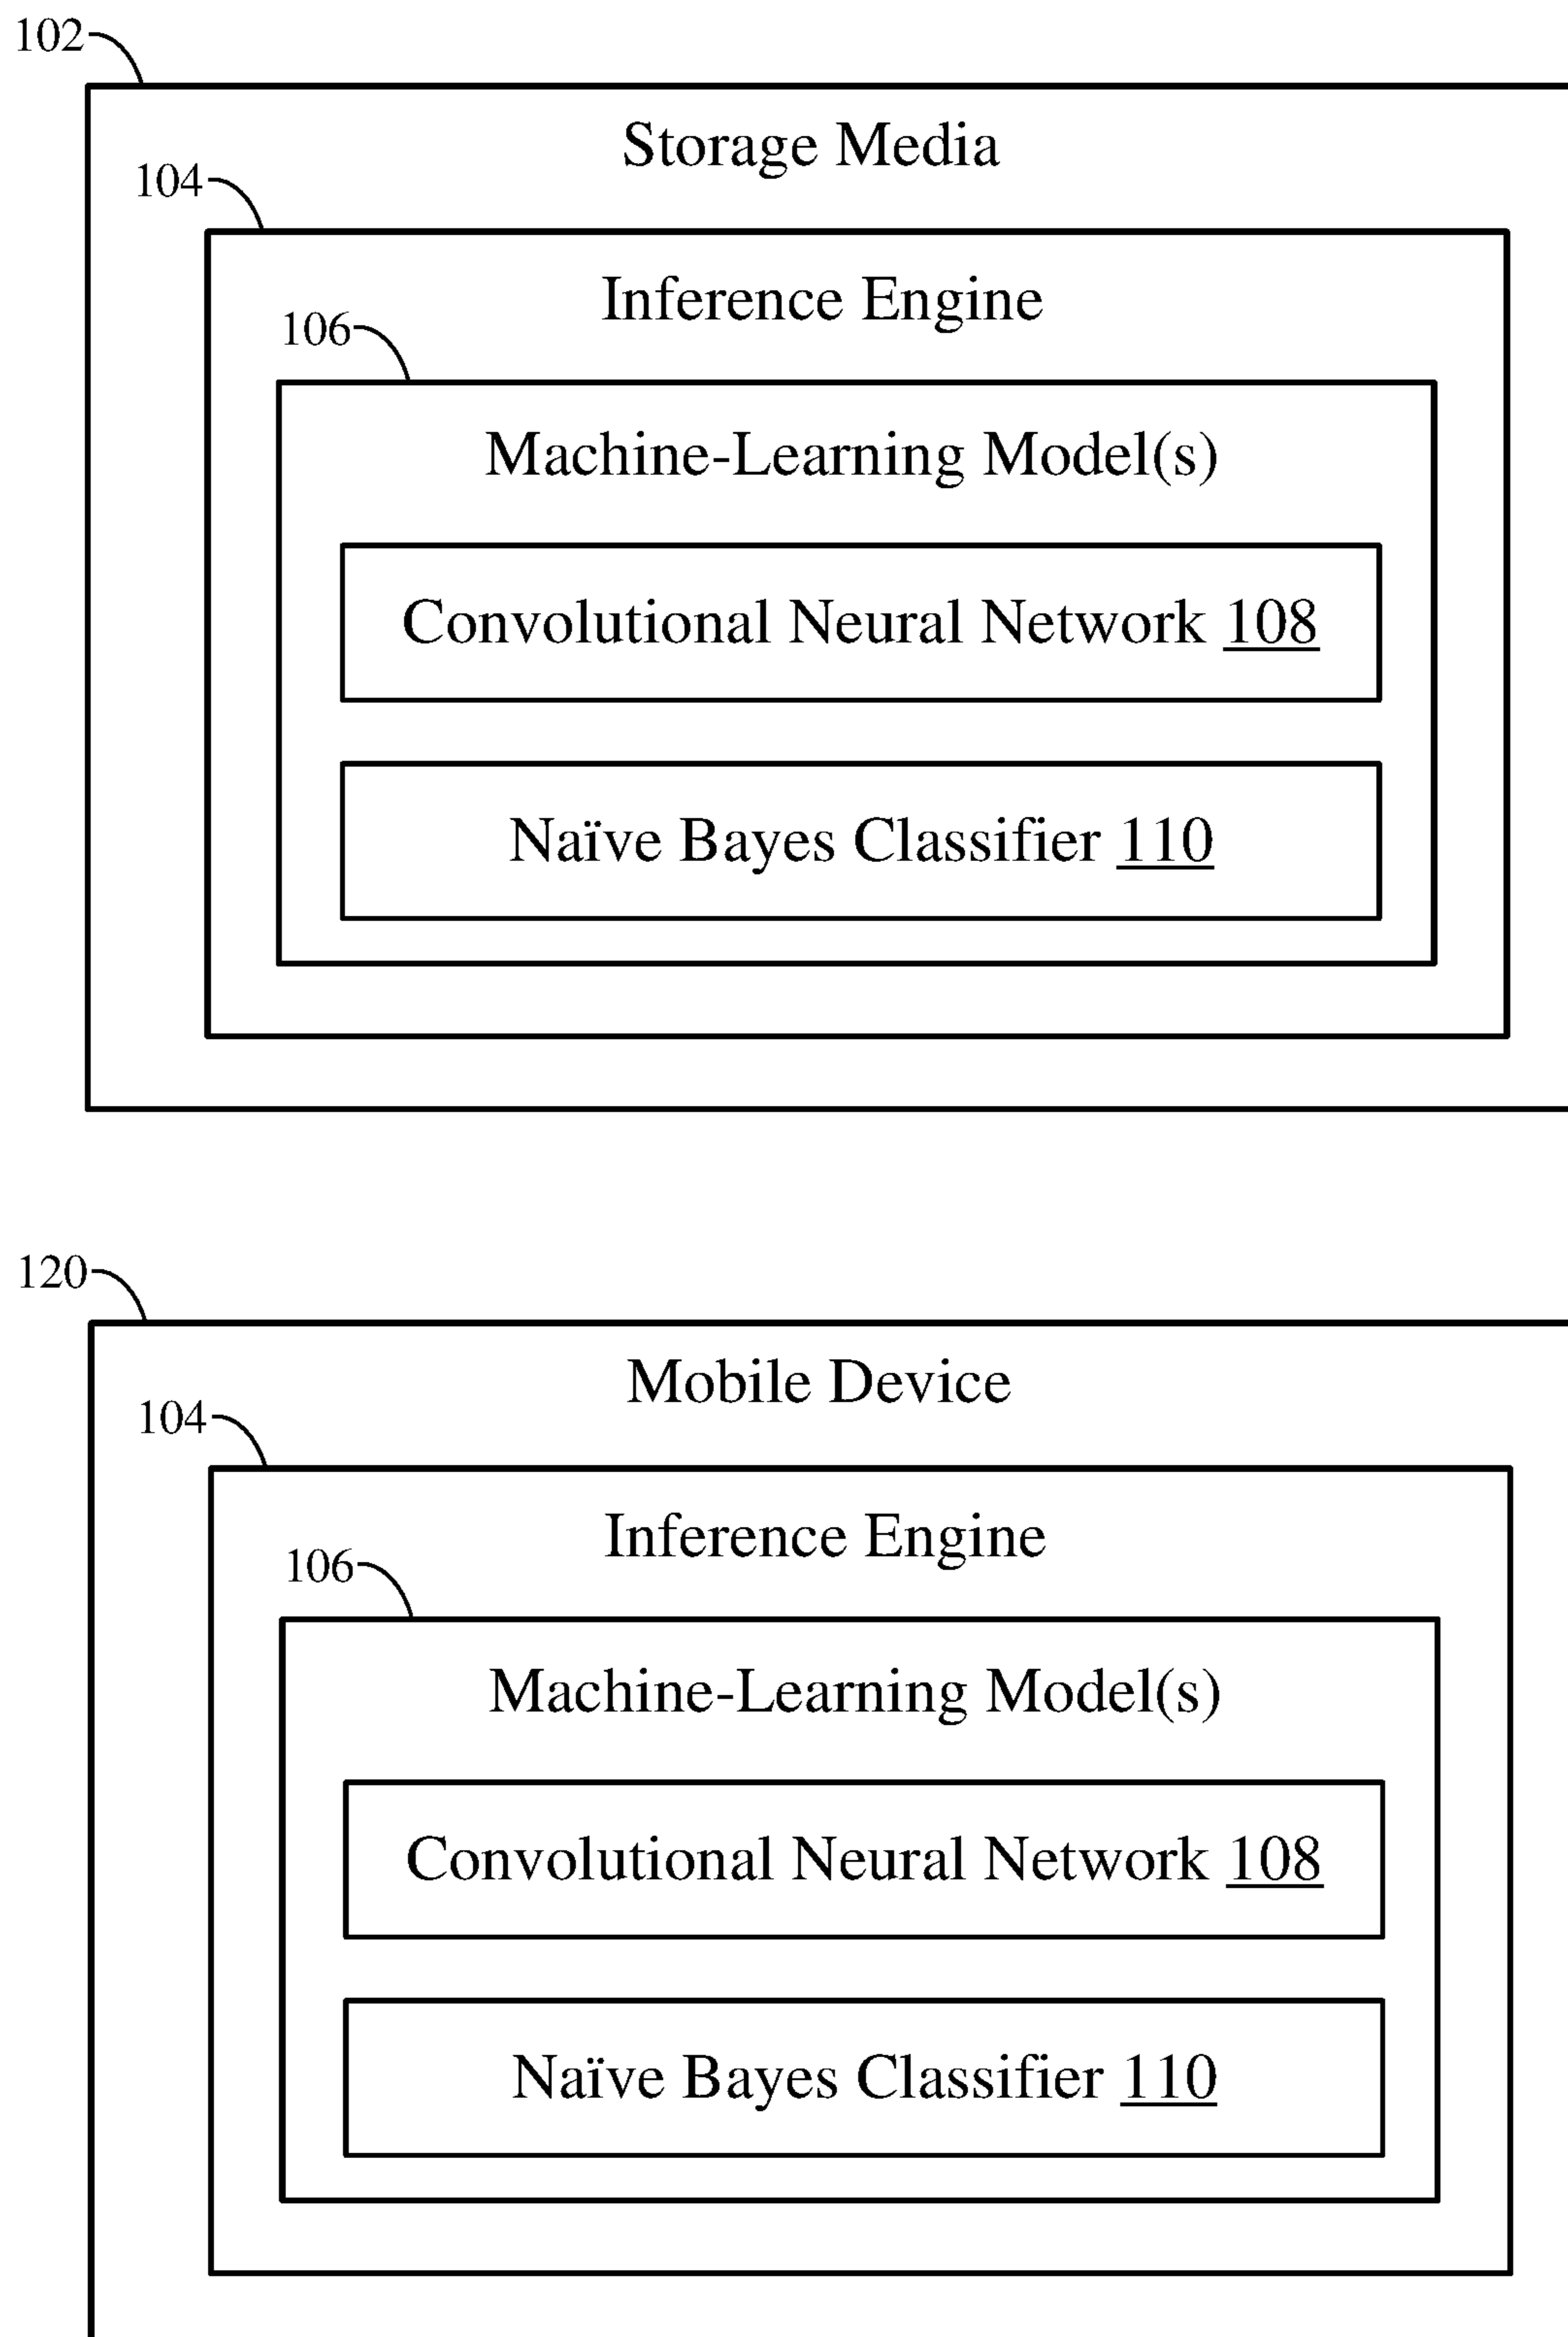 102
Storage Media
104
Inference Engine
106
Machine-Learning Model(s)
Convolutional Neural Network 108
Naïve Bayes Classifier 110
120
Mobile Device
104
Inference Engine
106
Machine-Learning Model(s)
Convolutional Neural Network 108
Naïve Bayes Classifier 110